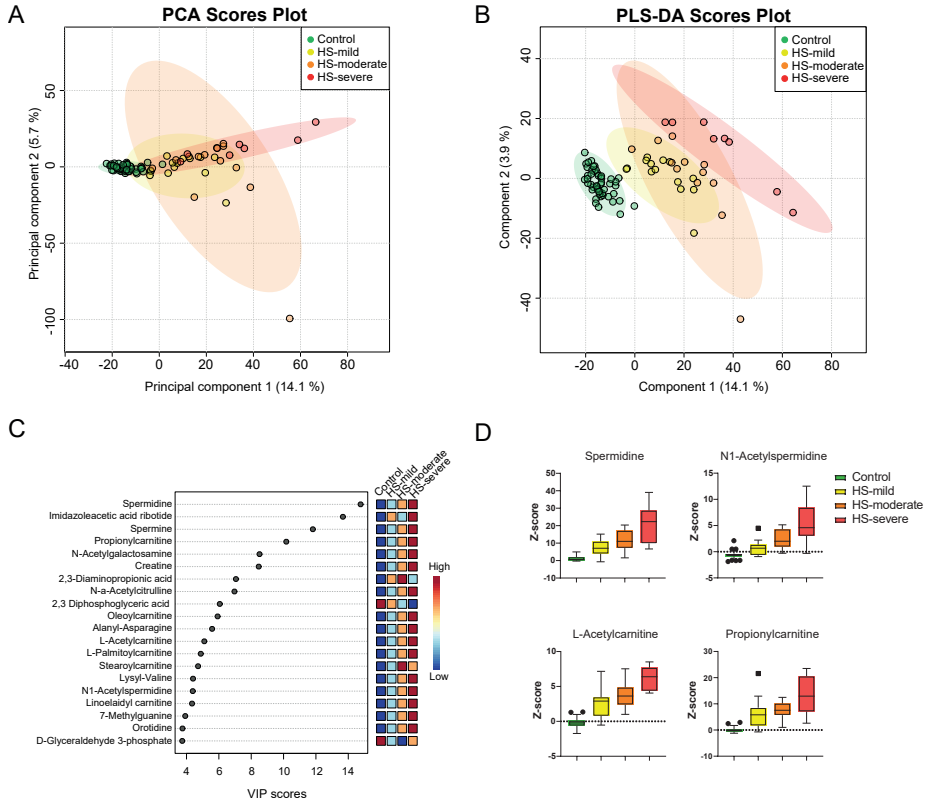 A
PCA Scores Plot
Control
HS-mild
HS-moderate
HS-severe
Principal component 2 (5.7 %)
50
0
-50
-100
-40
-20
0
20
40
60
80
Principal component 1 (14.1 %)
B
PLS-DA Scores Plot
Control
HS-mild
HS-moderate
HS-severe
Component 2 (3.9 %)
40
20
0
-20
-40
-20
0
20
40
60
80
Component 1 (14.1 %)
C
Control
HS-mild
HS-moderate
HS-severe
Spermidine
Imidazoleacetic acid ribotide
Spermine
Propionylcarnitine
N-Acetylgalactosamine
Creatine
2,3-Diaminopropionic acid
N-a-Acetylcitrulline
2,3 Diphosphoglyceric acid
Oleoylcarnitine
Alanyl-Asparagine
L-Acetylcarnitine
L-Palmitoylcarnitine
Stearoylcarnitine
Lysyl-Valine
N1-Acetylspermidine
Linoelaidyl carnitine
7-Methylguanine
Orotidine
D-Glyceraldehyde 3-phosphate
4
6
8
10
12
14
VIP scores
High
Low
D
Spermidine
Z-score
50
40
30
20
10
0
-10
N1-Acetylspermidine
Z-score
15
10
5
0
-5
Control
HS-mild
HS-moderate
HS-severe
L-Acetylcarnitine
Z-score
10
5
0
-5
Propionylcarnitine
Z-score
30
20
10
0
-10